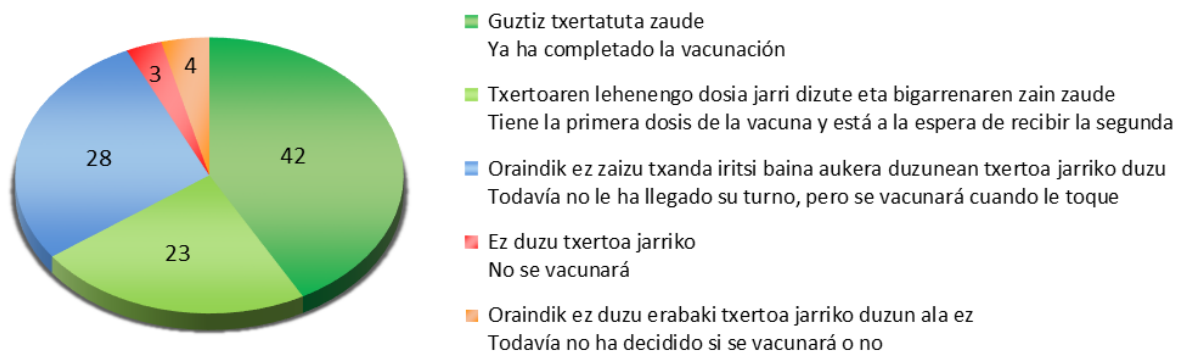 3
4
28
42
23
Guztiz txertatuta zaude
Ya ha completado la vacunación
Txertoaren lehenengo dosia jarri dizute eta bigarrenaren zain zaude
Tiene la primera dosis de la vacuna y está a la espera de recibir la segunda
Oraindik ez zaizu txanda iritsi baina aukera duzunean txertoa jarriko duzu
Todavía no le ha llegado su turno, pero se vacunará cuando le toque
Ez duzu txertoa jarriko
No se vacunará
Oraindik ez duzu erabaki txertoa jarriko duzun ala ez
Todavía no ha decidido si se vacunará o no